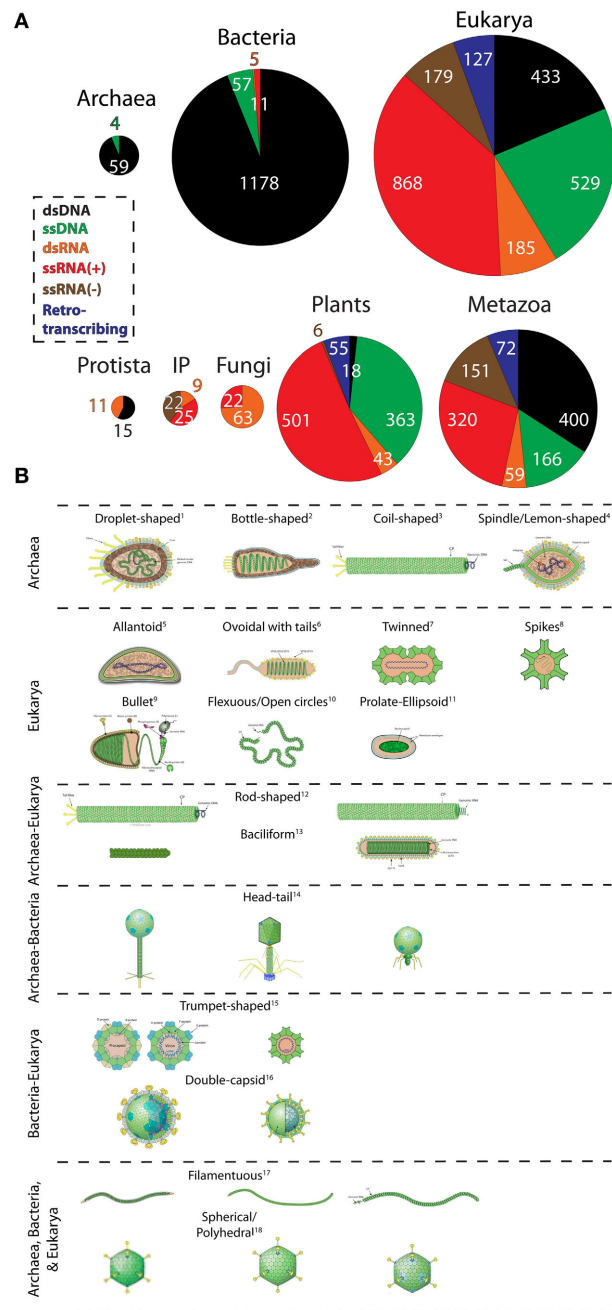 A
Eukarya
Bacteria
5
57
11
1178
127
179
433
868
529
185
Archaea
4
59
dsDNA
ssDNA
dsRNA
ssRNA(+)
ssRNA(-)
Retro-
transcribing
Plants
Metazoa
Protista
IP
Fungi
11
15
9
22
25
22
63
6
55
18
501
363
43
72
151
400
320
166
59
B
Archaea
Droplet-shaped¹
Bottle-shaped²
Coil-shaped³
Spindle/Lemon-shaped⁴
Eukarya
Allantoid⁵
Ovoidal with tails⁶
Twinned⁷
Spikes⁸
Bullet⁹
Flexuous/Open circles¹⁰
Prolate-Ellipsoid¹¹
Archaea-Eukarya
Rod-shaped¹²
Baciliform¹³
Archaea-Bacteria
Head-tail¹⁴
Bacteria-Eukarya
Trumpet-shaped¹⁵
Double-capsid¹⁶
Archaea, Bacteria,
& Eukarya
Filamentuous¹⁷
Spherical/
Polyhedral¹⁸